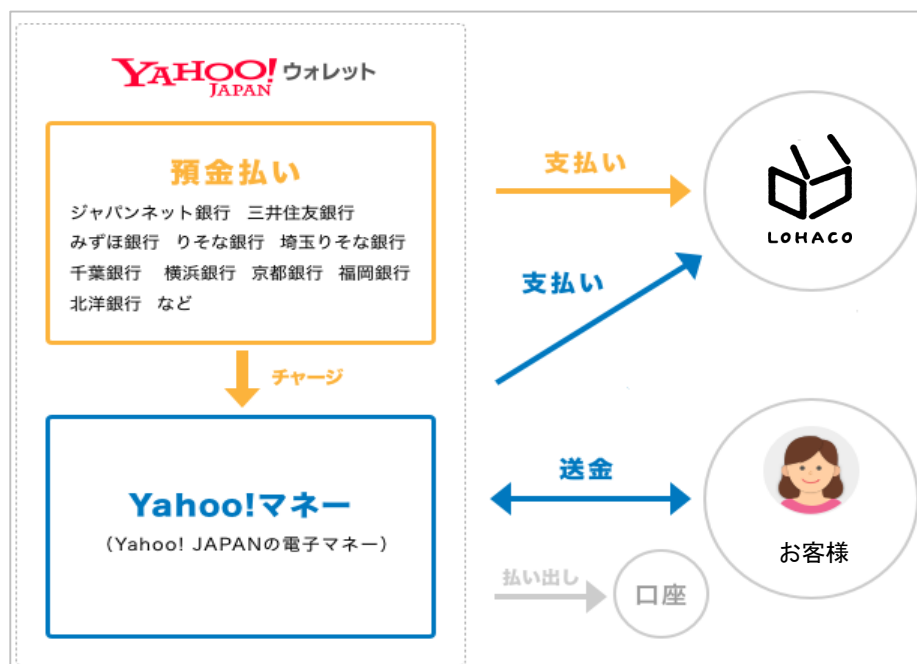 YAHOO! JAPAN ウォレット
預金払い
ジャパンネット銀行 三井住友銀行
みずほ銀行 りそな銀行 埼玉りそな銀行
千葉銀行 横浜銀行 京都銀行 福岡銀行
北洋銀行 など
チャージ
Yahoo!マネー
（Yahoo! JAPANの電子マネー）
支払い
LOHACO
支払い
送金
お客様
払い出し
口座